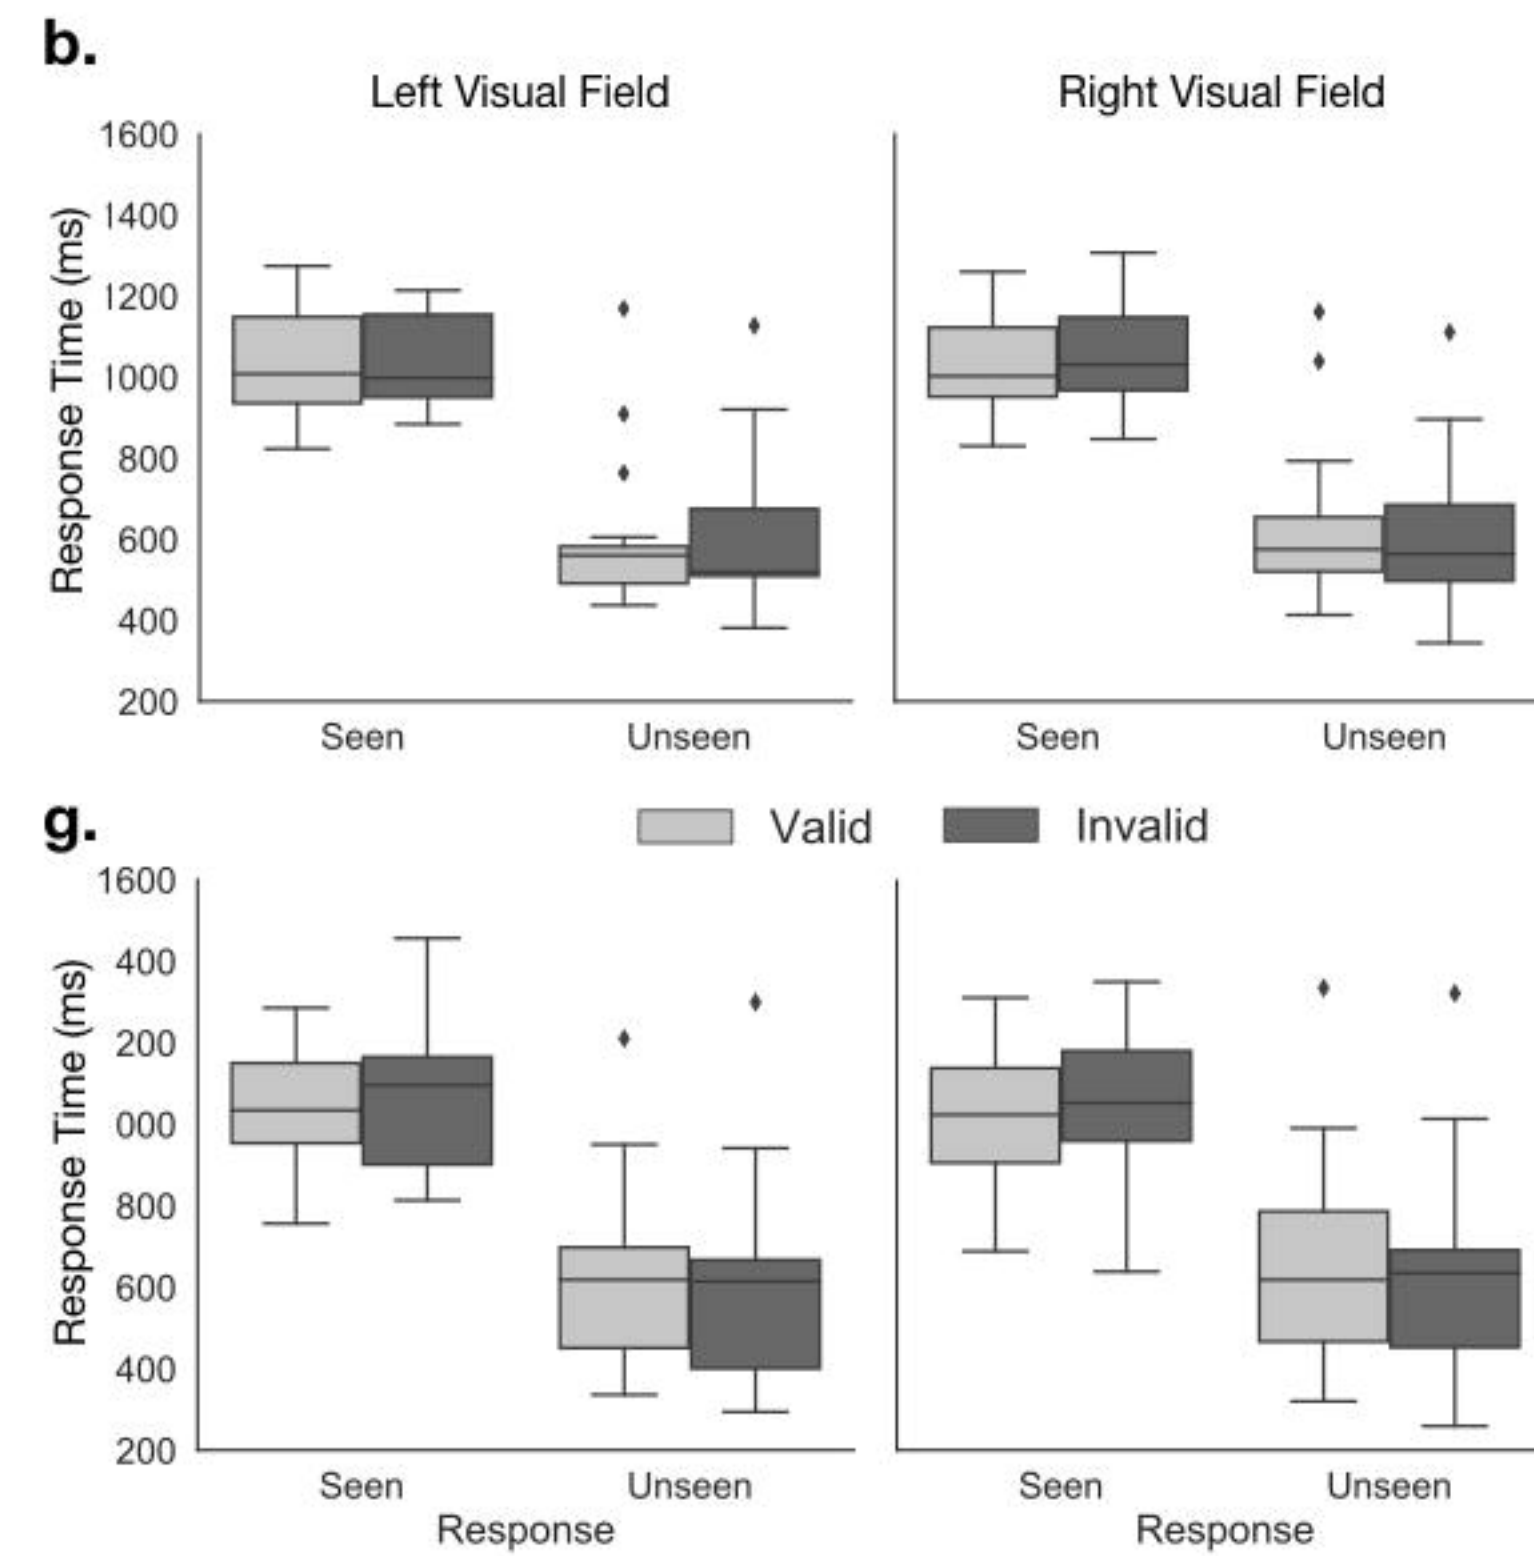 b.
Left Visual Field Right Visual Field
Response Time (ms)
1600
1400
1200
1000
800
600
400
200
Seen Unseen Seen Unseen
g.
Valid Invalid
Response Time (ms)
1600
400
200
000
800
600
400
200
Seen Unseen Seen Unseen
Response Response